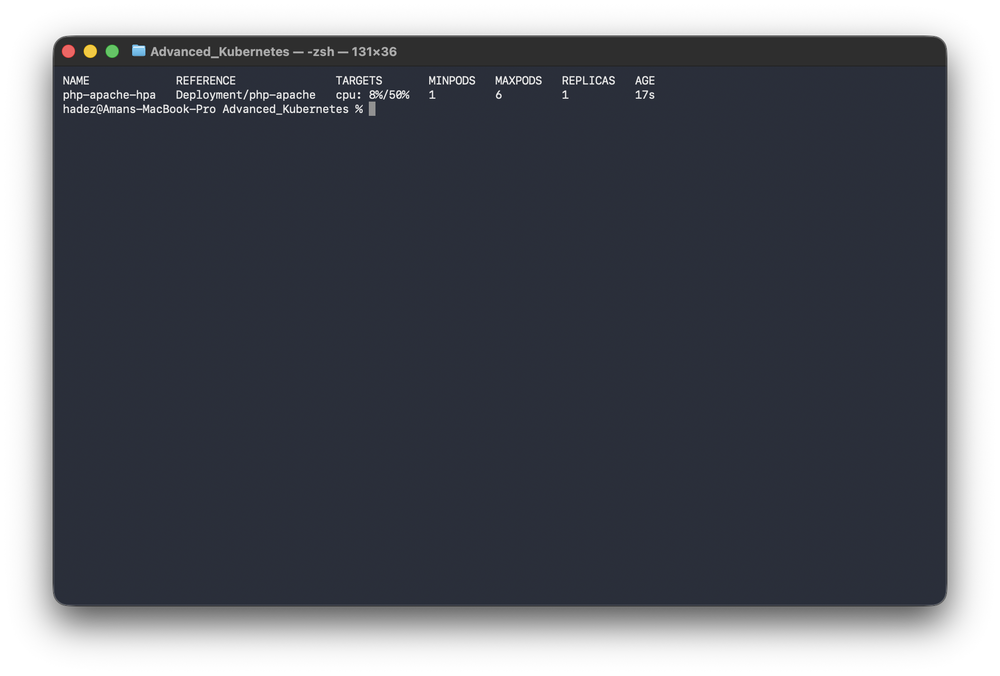 Advanced_Kubernetes — -zsh — 131×36
NAME REFERENCE TARGETS MINPODS MAXPODS REPLICAS AGE
php-apache-hpa Deployment/php-apache cpu: 8%/50% 1 6 1 17s
hadez@Amans-MacBook-Pro Advanced_Kubernetes %